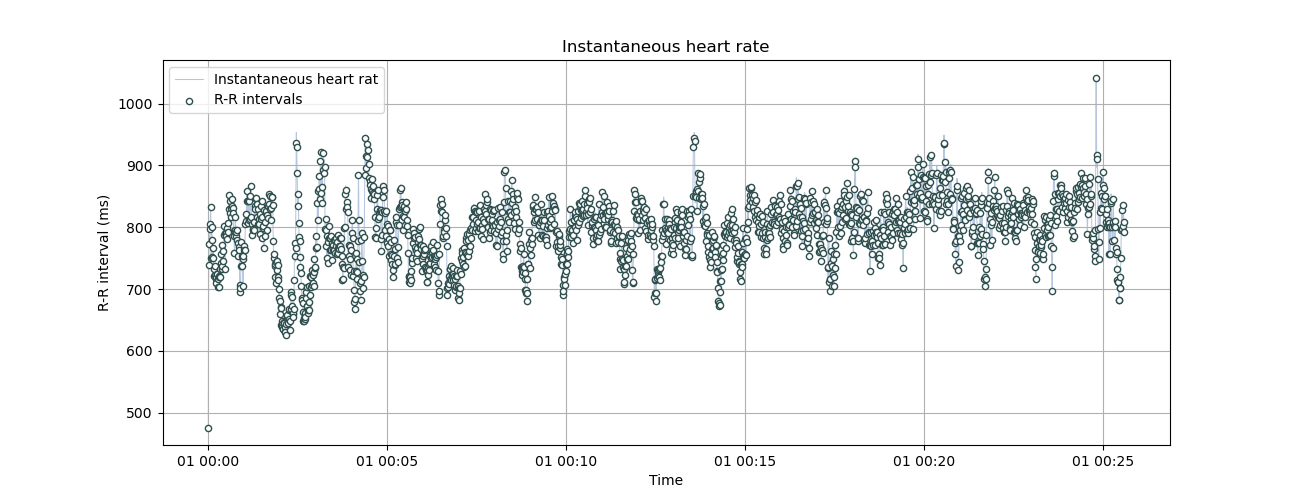 Instantaneous heart rate
Instantaneous heart rat
R-R intervals
R-R interval (ms)
1000
900
800
700
600
500
01 00:00 01 00:05 01 00:10 01 00:15 01 00:20 01 00:25
Time